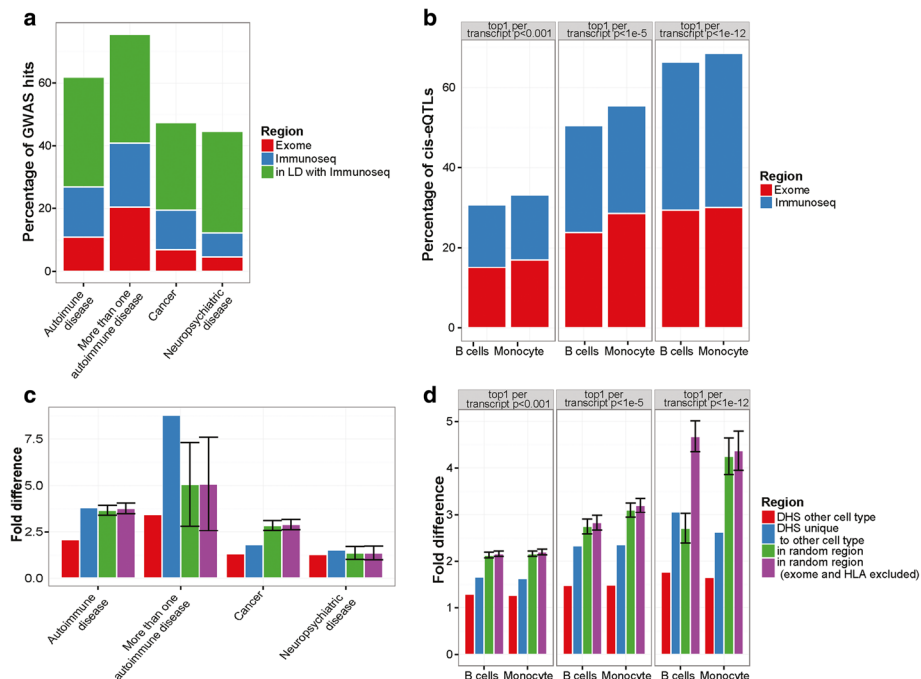 a
Percentage of GWAS hits
60
40
20
0
Autoimune
disease
More than one
autoimmune disease
Cancer
Neuropsychiatric
disease
Region
Exome
Immunoseq
in LD with Immunoseq
b
top1 per
transcript p<0.001
top1 per
transcript p<1e-5
top1 per
transcript p<1e-12
Percentage of cis-eQTLs
60
40
20
0
B cells Monocyte
B cells Monocyte
B cells Monocyte
Region
Exome
Immunoseq
c
Fold difference
7.5
5.0
2.5
0.0
Autoimmune
disease
More than one
autoimmune disease
Cancer
Neuropsychiatric
disease
d
top1 per
transcript p<0.001
top1 per
transcript p<1e-5
top1 per
transcript p<1e-12
Fold difference
5
4
3
2
1
0
B cells Monocyte
B cells Monocyte
B cells Monocyte
Region
DHS other cell type
DHS unique
to other cell type
in random region
in random region
(exome and HLA excluded)